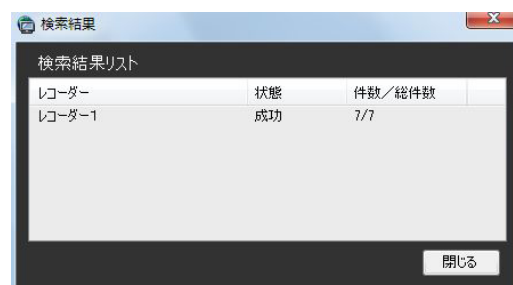 検索結果
検索結果リスト
レコーダー 状態 件数／総件数
レコーダー1 成功 7/7
閉じる